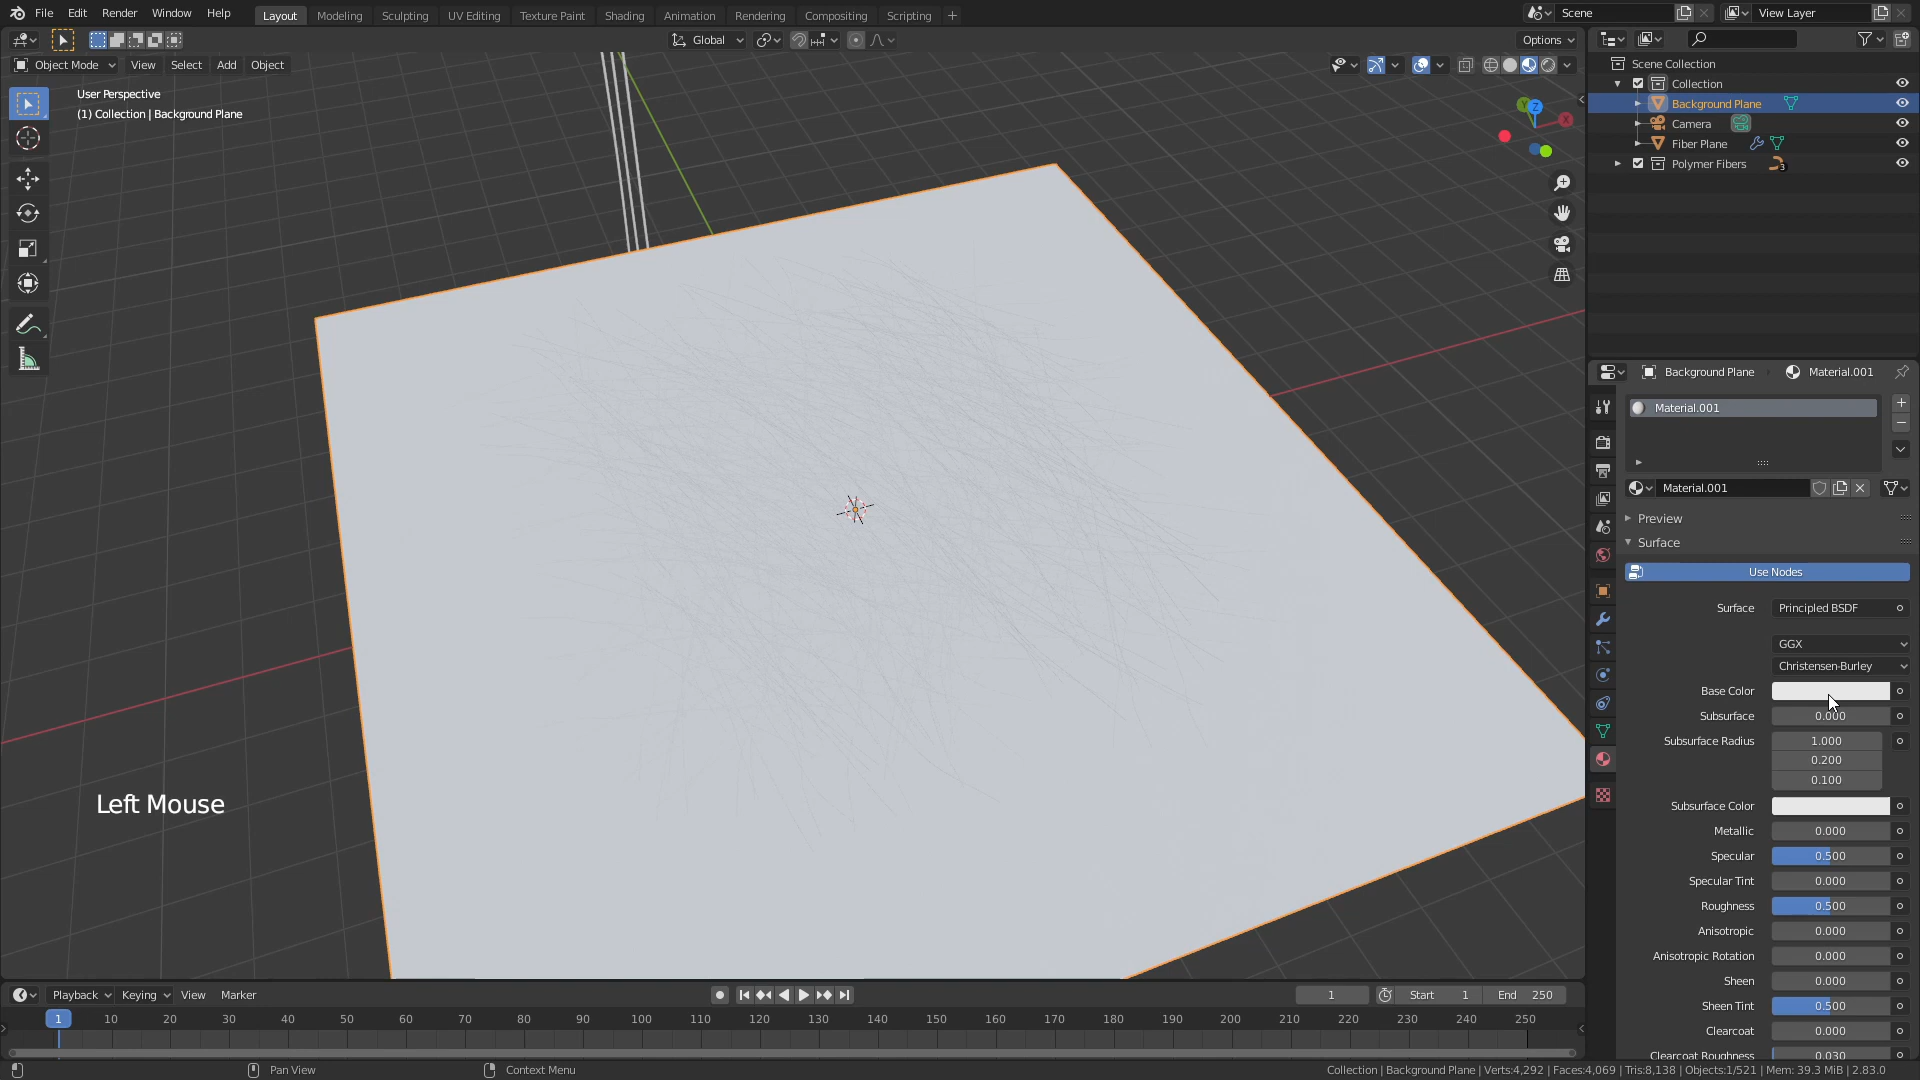 File Edit Render Window Help Layout Modeling Sculpting UV Editing Texture Paint Shading Animation Rendering Compositing Scripting + Scene View Layer
Global Options
Object Mode View Select Add Object
User Perspective
(1) Collection | Background Plane
Y Z X
Scene Collection
Collection
Background Plane
Camera
Fiber Plane
Polymer Fibers 3
Background Plane Material.001
Material.001
Material.001
Preview
Surface
Use Nodes
Surface Principled BSDF
GGX
Christensen-Burley
Base Color
Subsurface 0.000
Subsurface Radius 1.000
0.200
0.100
Subsurface Color
Metallic 0.000
Specular 0.500
Specular Tint 0.000
Roughness 0.500
Anisotropic 0.000
Anisotropic Rotation 0.000
Sheen 0.000
Sheen Tint 0.500
Clearcoat 0.000
Clearcoat Roughness 0.030
Left Mouse
Playback Keying View Marker 1 Start 1 End 250
1 10 20 30 40 50 60 70 80 90 100 110 120 130 140 150 160 170 180 190 200 210 220 230 240 250
Pan View Context Menu Collection | Background Plane | Verts:4,292 | Faces:4,069 | Tris:8,138 | Objects:1/521 | Mem: 39.3 MiB | 2.83.0